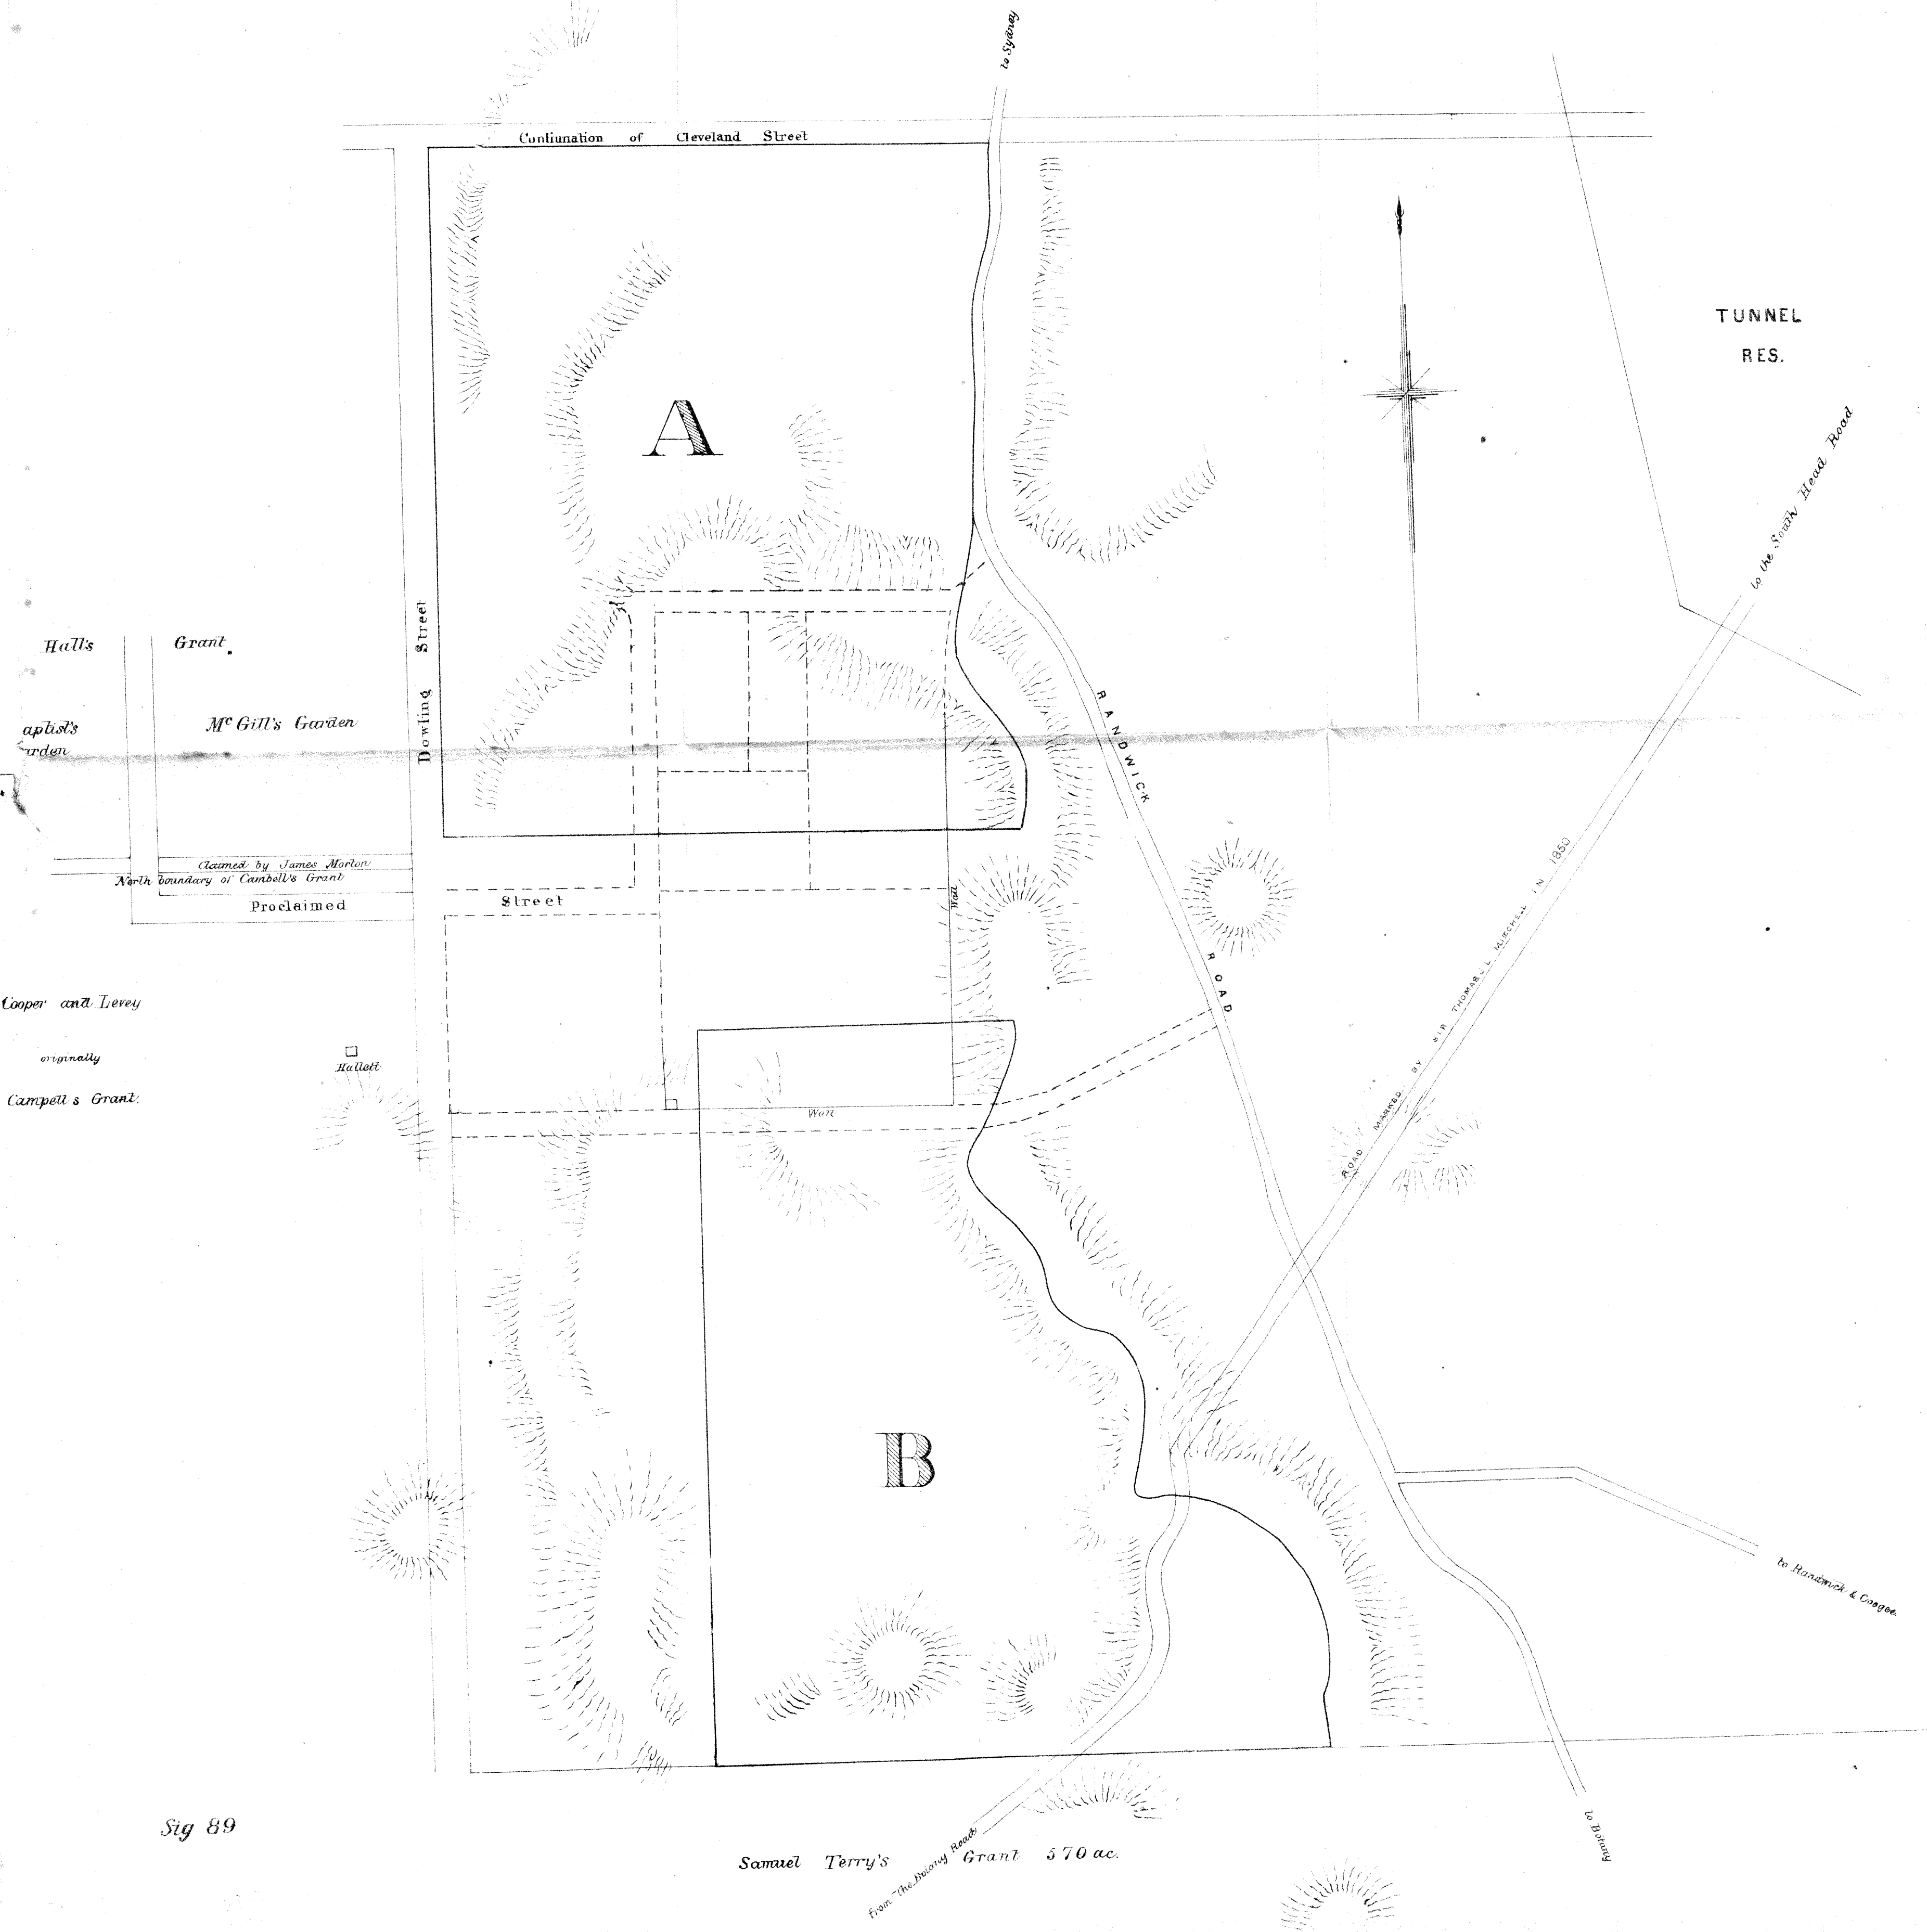 to Sydney
Contiunation of Cleveland Street
TUNNEL
RES.
to the South Head Road
A
Dowling Street
Halls Grant.
aptist's
arden
Mc Gill's Garden
RANDWICK ROAD
Claimed by James Morton
North boundary of Cambell's Grant
Proclaimed Street
Wall
ROAD MARKED BY SIR THOMAS L. MITCHELL IN 1850
Cooper and Levey
originally
Campell s Grant.
Hallett
Wall
B
to Randwick & Coogee.
to Botany
Sig 89
Samuel Terry's Grant 570 ac.
from the Botany Road